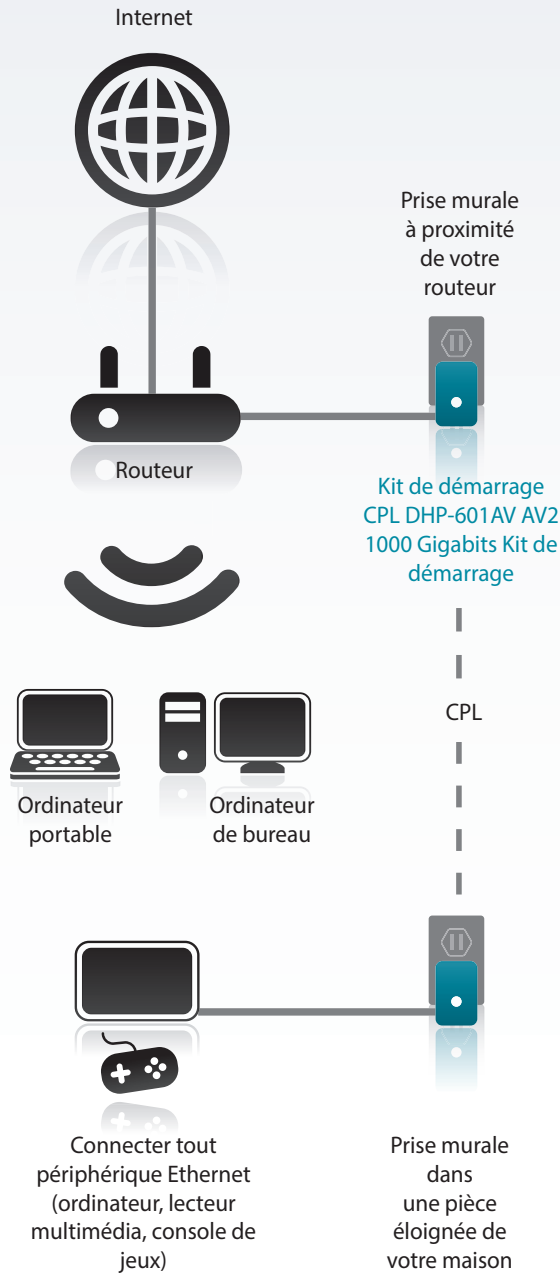 Internet
Prise murale
à proximité
de votre
routeur
Routeur
Kit de démarrage
CPL DHP-601AV AV2
1000 Gigabits Kit de
démarrage
CPL
Ordinateur
portable
Ordinateur
de bureau
Connecter tout
périphérique Ethernet
(ordinateur, lecteur
multimédia, console de
jeux)
Prise murale
dans
une pièce
éloignée de
votre maison